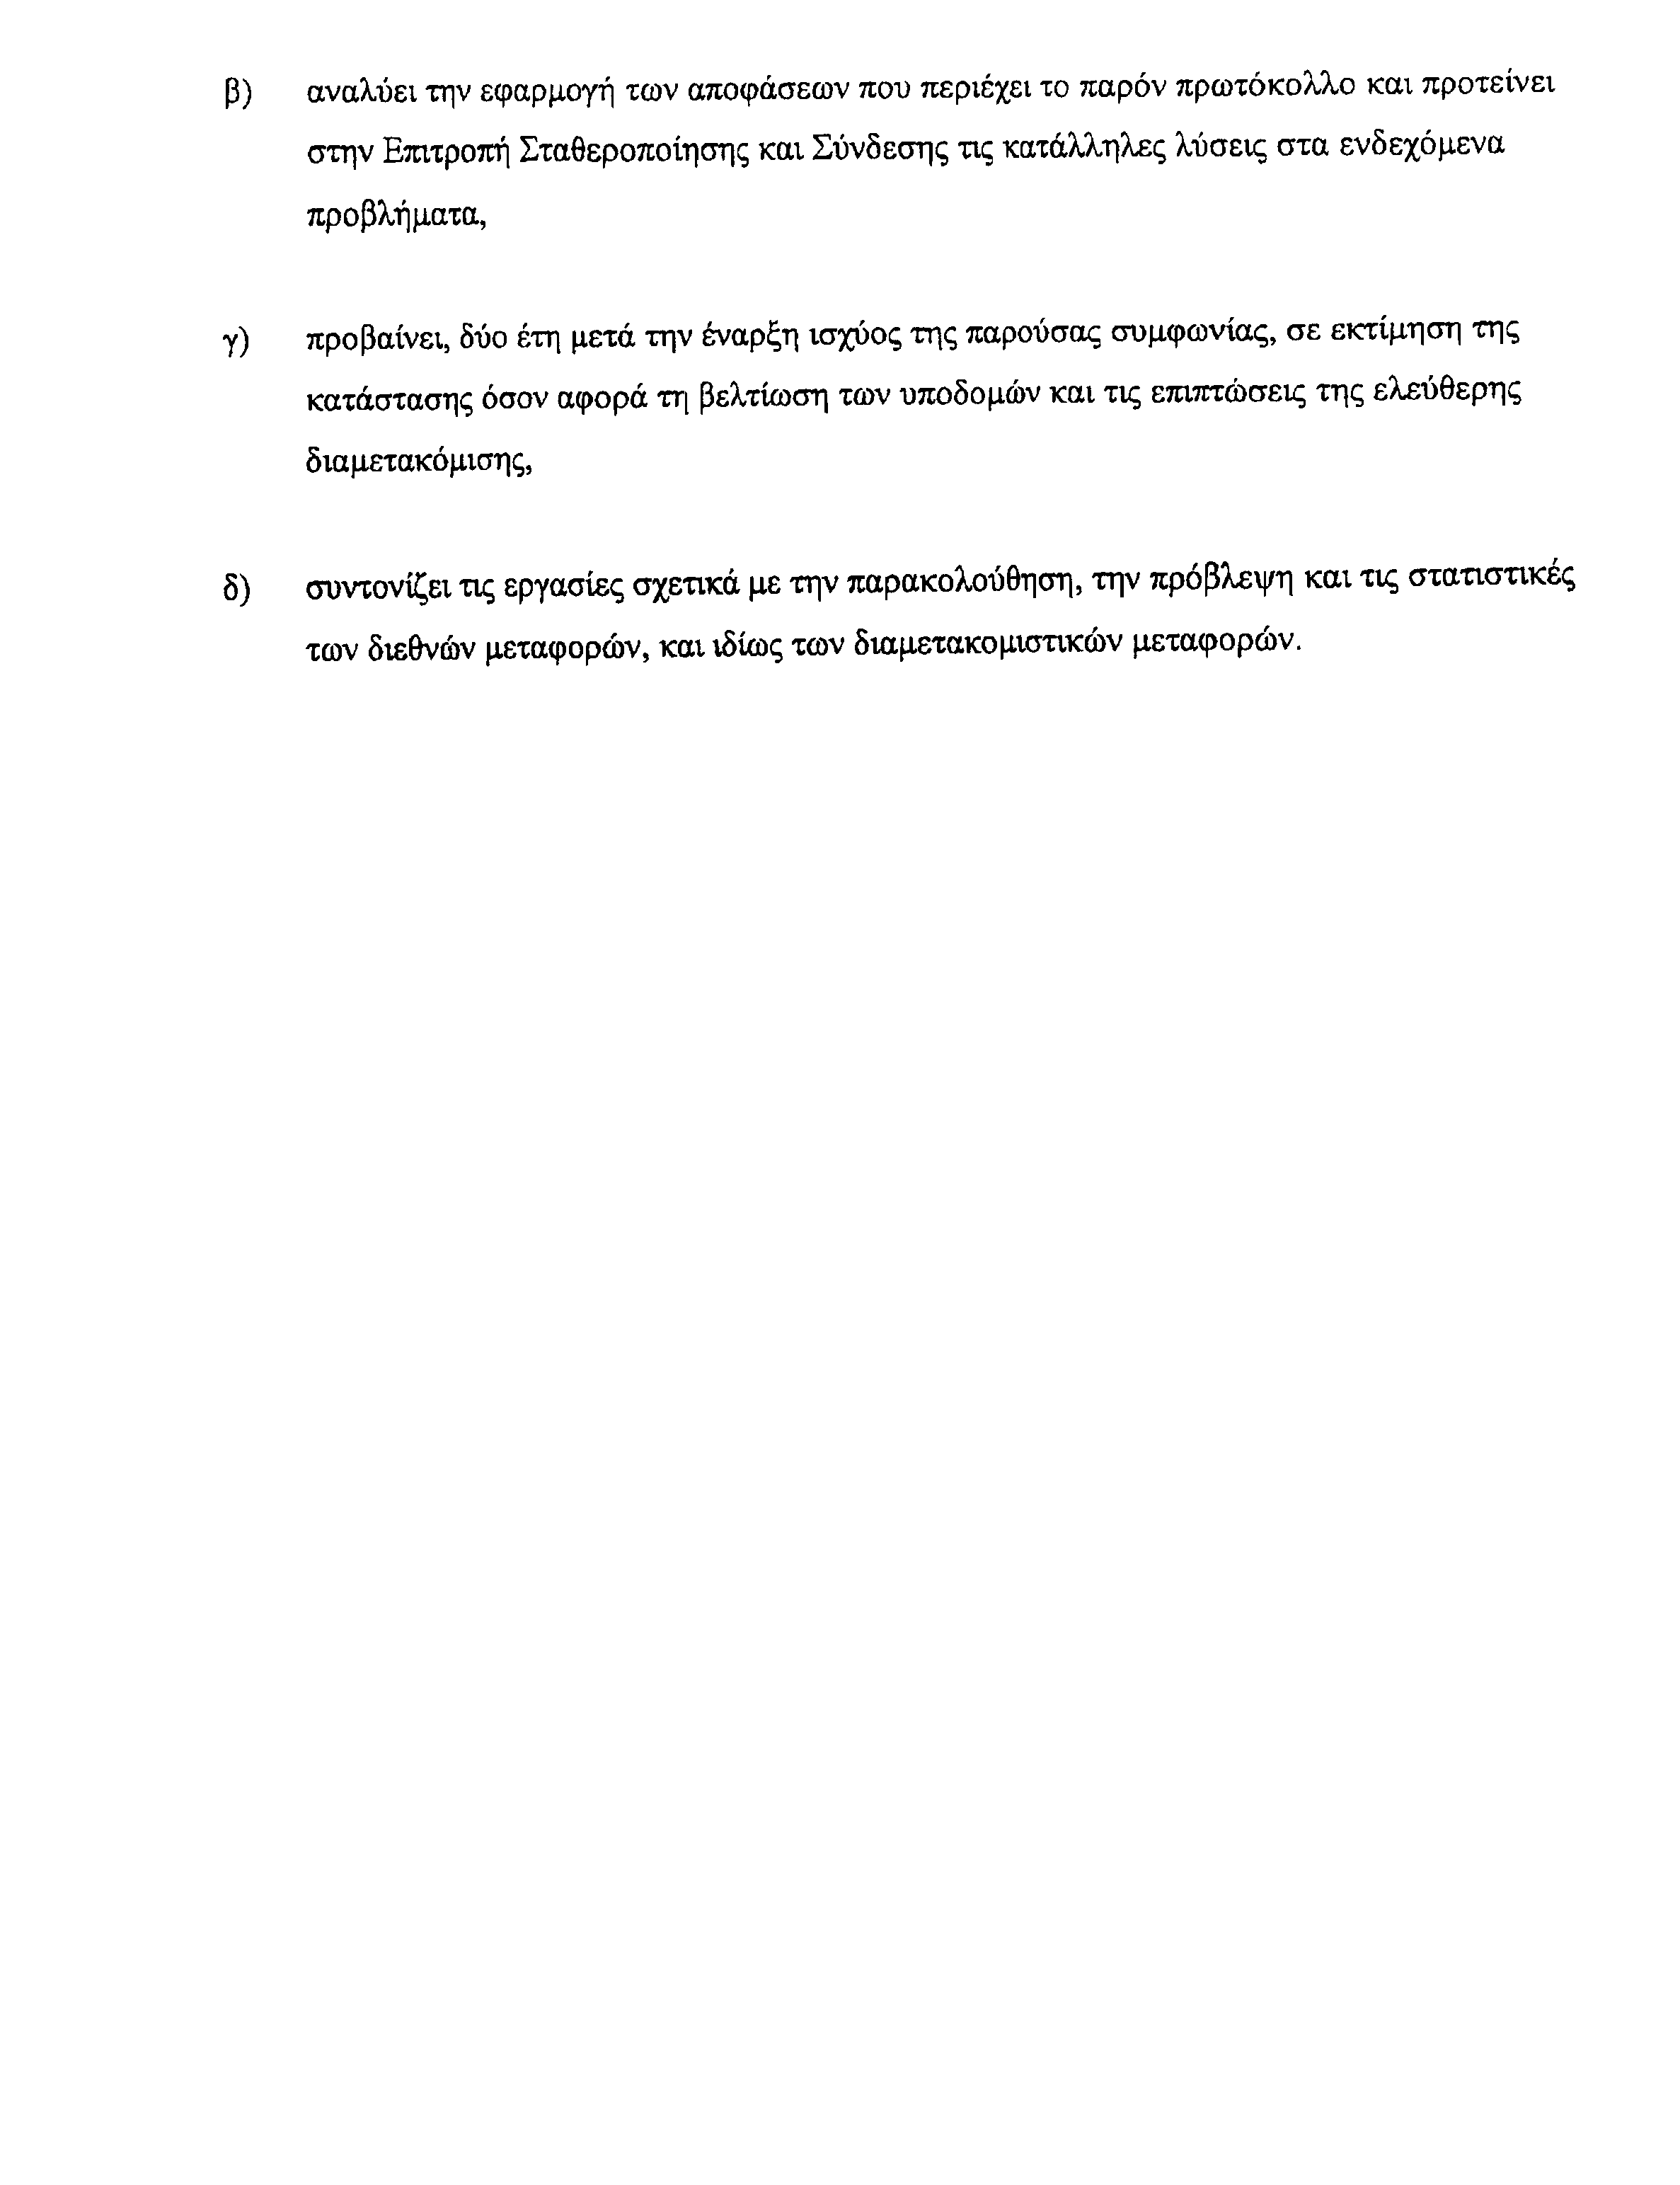 β) αναλύει την εφαρμογή των αποφάσεων που περιέχει το παρόν πρωτόκολλο και προτείνει
στην Επιτροπή Σταθεροποίησης και Σύνδεσης τις κατάλληλες λύσεις στα ενδεχόμενα
προβλήματα,
γ) προβαίνει, δύο έτη μετά την έναρξη ισχύος της παρούσας συμφωνίας, σε εκτίμηση της
κατάστασης όσον αφορά τη βελτίωση των υποδομών και τις επιπτώσεις της ελεύθερης
διαμετακόμισης,
δ) συντονίζει τις εργασίες σχετικά με την παρακολούθηση, την πρόβλεψη και τις στατιστικές
των διεθνών μεταφορών, και ιδίως των διαμετακομιστικών μεταφορών.